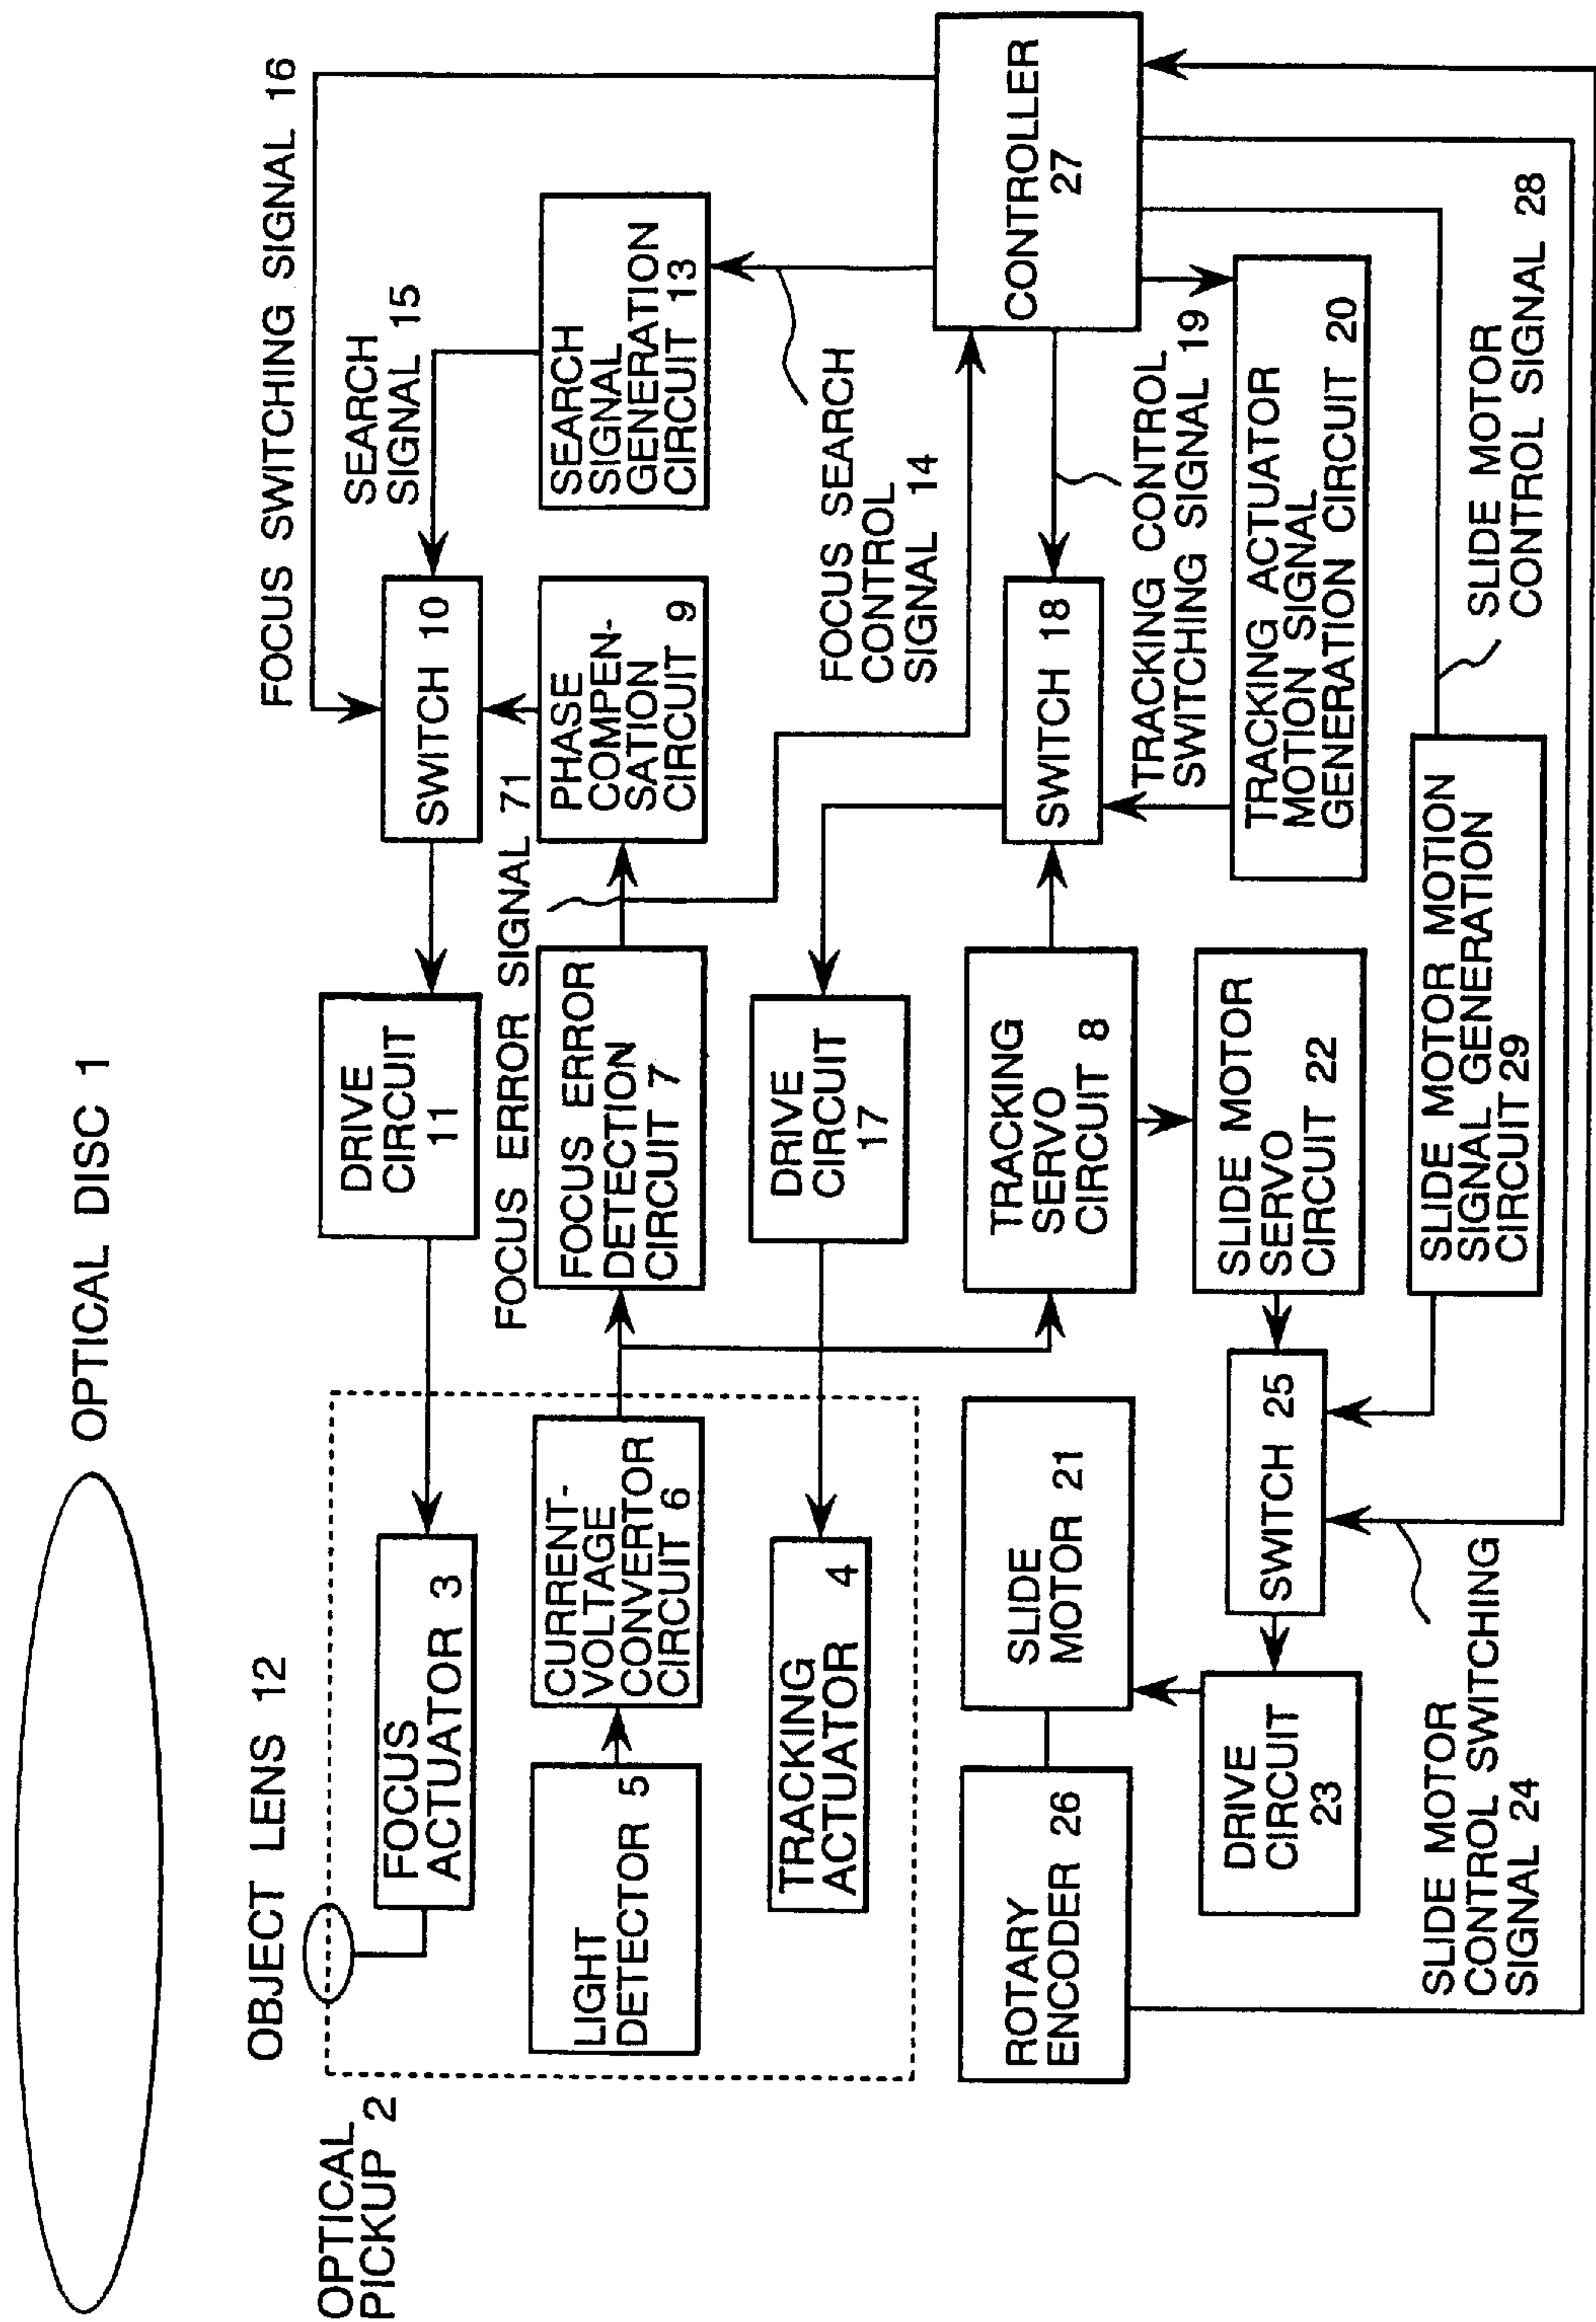 OPTICAL DISC 1
OBJECT LENS 12
OPTICAL
PICKUP 2
FOCUS
ACTUATOR 3
LIGHT
DETECTOR 5
CURRENT-
VOLTAGE
CONVERTOR
CIRCUIT 6
TRACKING
ACTUATOR 4
DRIVE
CIRCUIT
11
FOCUS ERROR SIGNAL 71
FOCUS ERROR
DETECTION
CIRCUIT 7
DRIVE
CIRCUIT
17
FOCUS SWITCHING SIGNAL 16
SWITCH 10
SEARCH
SIGNAL 15
PHASE
COMPEN-
SATION
CIRCUIT 9
SEARCH
SIGNAL
GENERATION
CIRCUIT 13
FOCUS SEARCH
CONTROL
SIGNAL 14
CONTROLLER
27
ROTARY
ENCODER 26
SLIDE
MOTOR 21
TRACKING
SERVO
CIRCUIT 8
SWITCH 18
TRACKING CONTROL
SWITCHING SIGNAL 19
DRIVE
CIRCUIT
23
SWITCH 25
SLIDE MOTOR
SERVO
CIRCUIT 22
TRACKING ACTUATOR
MOTION SIGNAL
GENERATION CIRCUIT 20
SLIDE MOTOR
CONTROL SWITCHING
SIGNAL 24
SLIDE MOTOR MOTION
SIGNAL GENERATION
CIRCUIT 29
SLIDE MOTOR
CONTROL SIGNAL 28